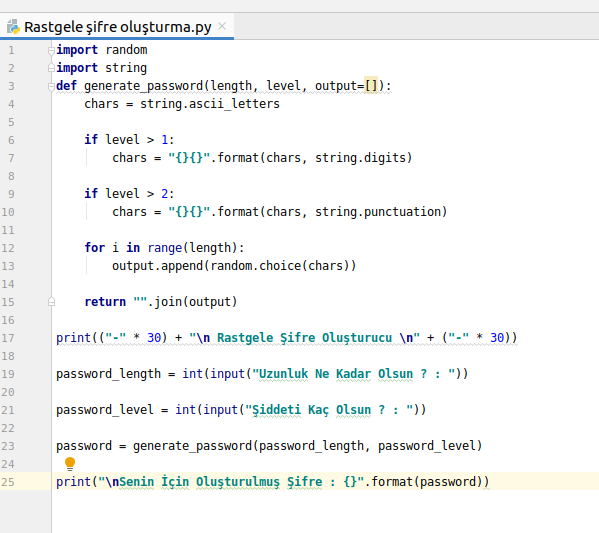 Rastgele şifre oluşturma.py
1 import random
2 import string
3 def generate_password(length, level, output=[]):
4     chars = string.ascii_letters
5
6     if level > 1:
7         chars = "{}{}".format(chars, string.digits)
8
9     if level > 2:
10         chars = "{}{}".format(chars, string.punctuation)
11
12     for i in range(length):
13         output.append(random.choice(chars))
14
15     return "".join(output)
16
17 print(("-" * 30) + "\n Rastgele Şifre Oluşturucu \n" + ("-" * 30))
18
19 password_length = int(input("Uzunluk Ne Kadar Olsun ? : "))
20
21 password_level = int(input("Şiddeti Kaç Olsun ? : "))
22
23 password = generate_password(password_length, password_level)
24
25 print("\nSenin İçin Oluşturulmuş Şifre : {}".format(password))